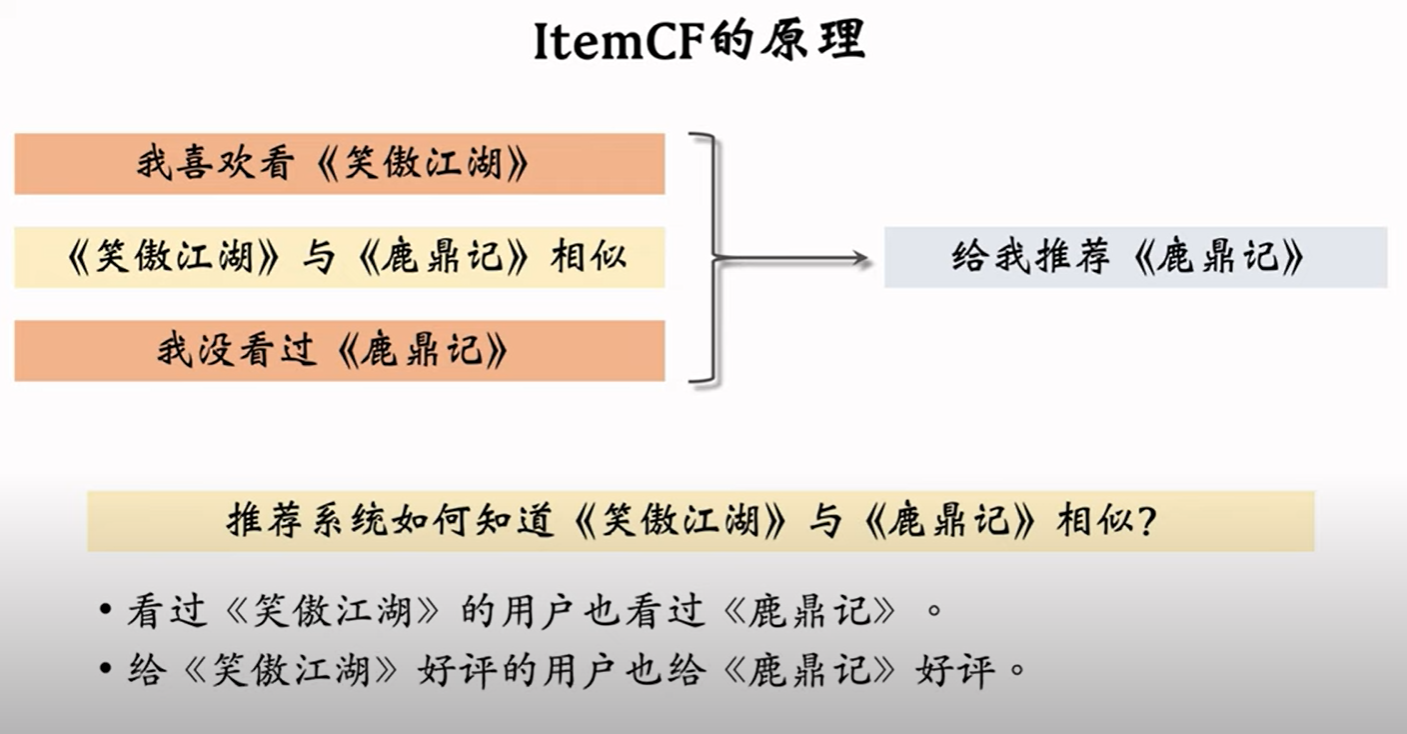 ItemCF的原理
我喜欢看《笑傲江湖》
《笑傲江湖》与《鹿鼎记》相似
给我推荐《鹿鼎记》
我没看过《鹿鼎记》
推荐系统如何知道《笑傲江湖》与《鹿鼎记》相似?
• 看过《笑傲江湖》的用户也看过《鹿鼎记》。
• 给《笑傲江湖》好评的用户也给《鹿鼎记》好评。